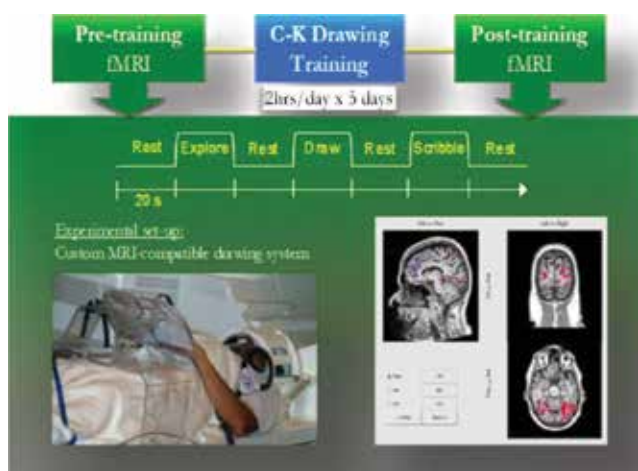 Pre-training
fMRI
C-K Drawing
Training
Post-training
fMRI
2hrs/day x 5 days
Rest Explore Rest Draw Rest Scribble Rest
20 s
Experimental set-up:
Custom MRI-compatible drawing system